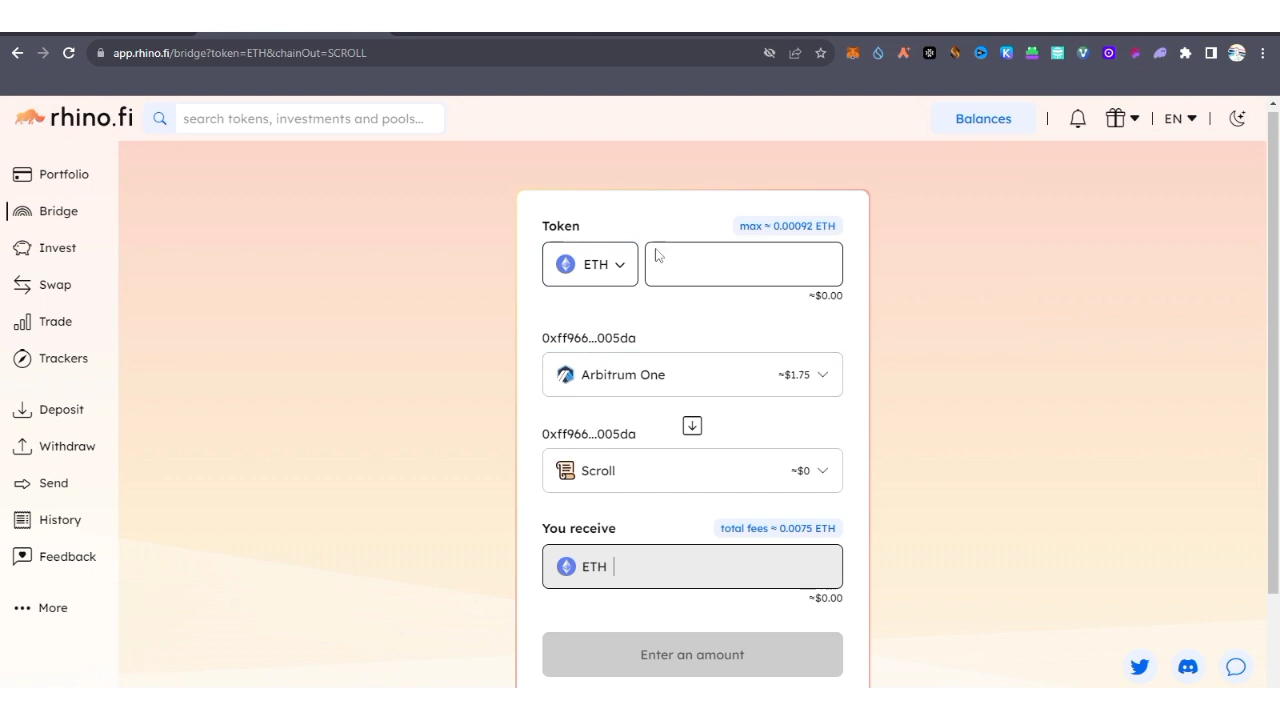 app.rhino.fi/bridge?token=ETH&chainOut=SCROLL
rhino.fi
search tokens, investments and pools...
Balances
EN
Portfolio
Bridge
Invest
Swap
Trade
Trackers
Deposit
Withdraw
Send
History
Feedback
More
Token
max ≈ 0.00092 ETH
ETH
≈$0.00
0xff966...005da
Arbitrum One
≈$1.75
0xff966...005da
Scroll
≈$0
You receive
total fees ≈ 0.0075 ETH
ETH
≈$0.00
Enter an amount